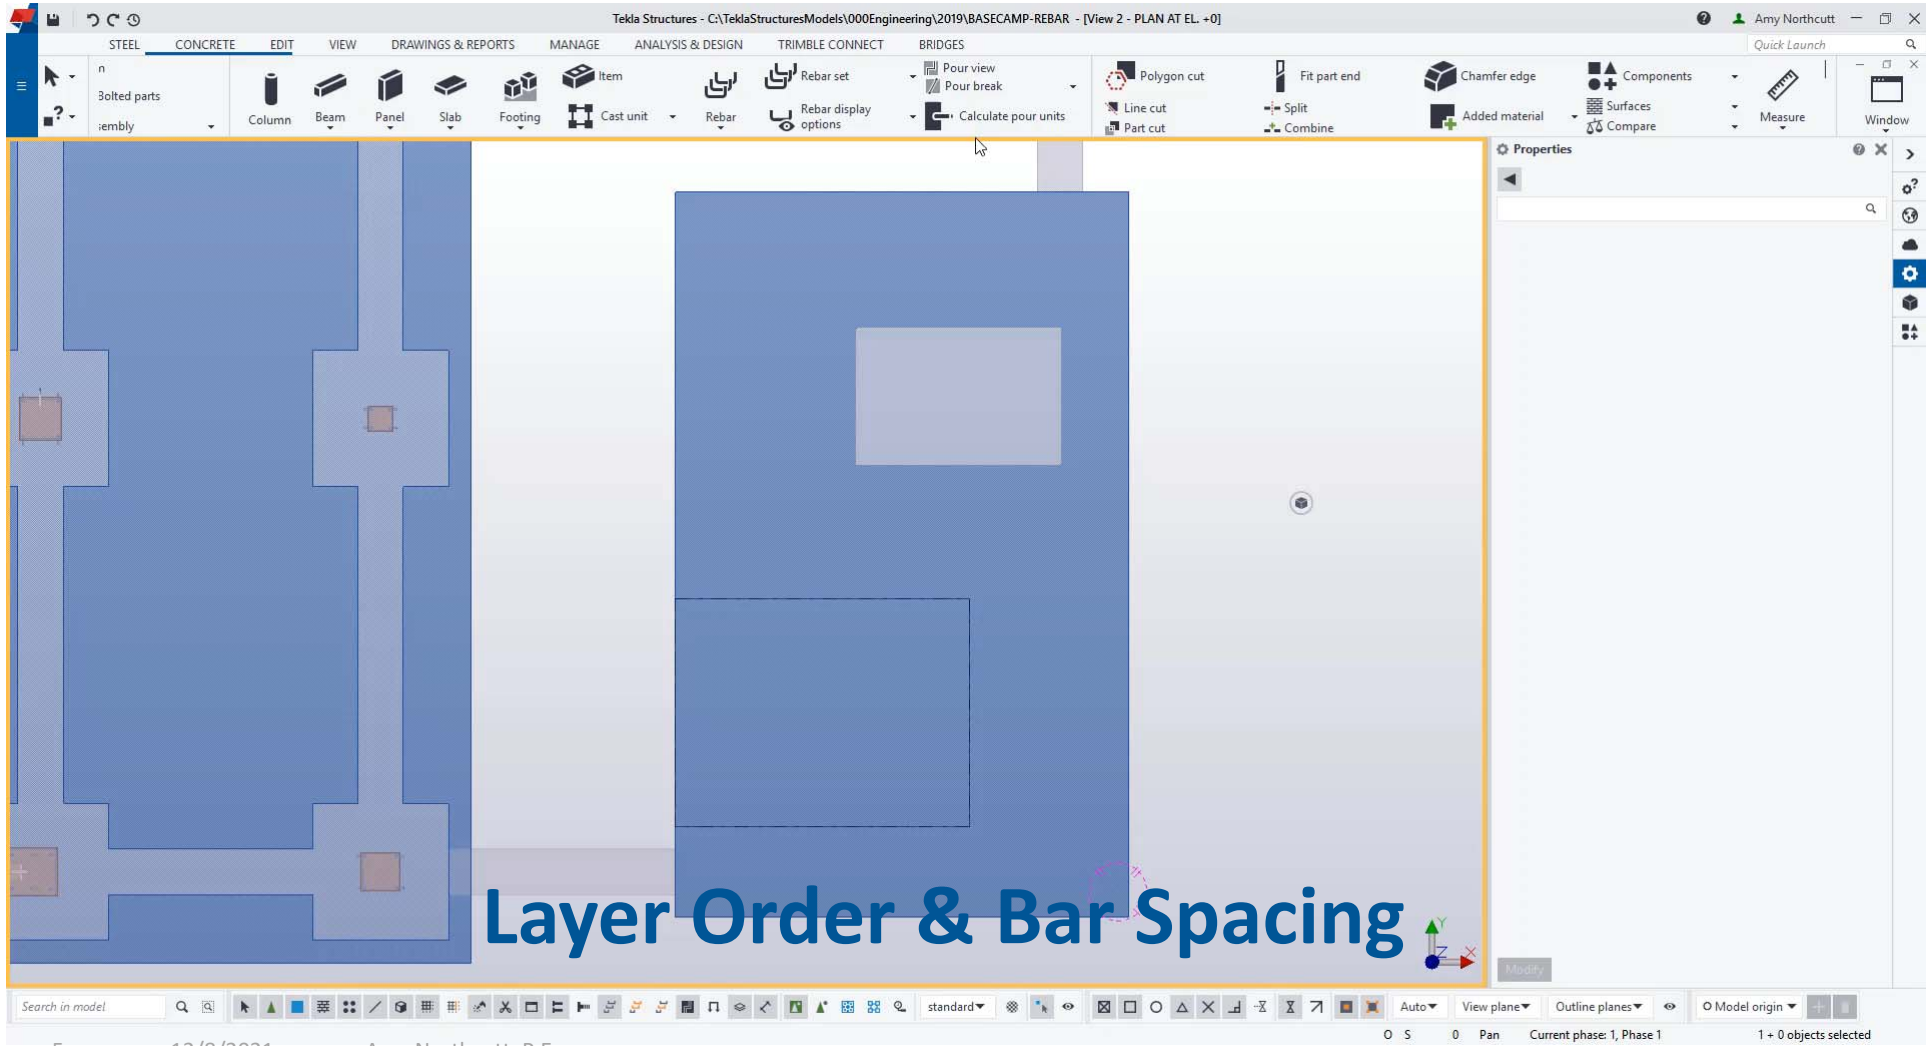 Tekla Structures - C:\TeklaStructuresModels\000Engineering\2019\BASECAMP-REBAR - [View 2 - PLAN AT EL. +0]
Amy Northcutt
STEEL CONCRETE EDIT VIEW DRAWINGS & REPORTS MANAGE ANALYSIS & DESIGN TRIMBLE CONNECT BRIDGES
Quick Launch
n
Bolted parts
sembly
Column
Beam
Panel
Slab
Footing
Item
Cast unit
Rebar
Rebar set
Rebar display
options
Pour view
Pour break
Calculate pour units
Polygon cut
Line cut
Part cut
Fit part end
Split
Combine
Chamfer edge
Added material
Components
Surfaces
Compare
Measure
Window
Properties
Layer Order & Bar Spacing
Y
Z X
Modify
Search in model
standard
Auto
View plane
Outline planes
Model origin
O S 0 Pan Current phase: 1, Phase 1 1 + 0 objects selected